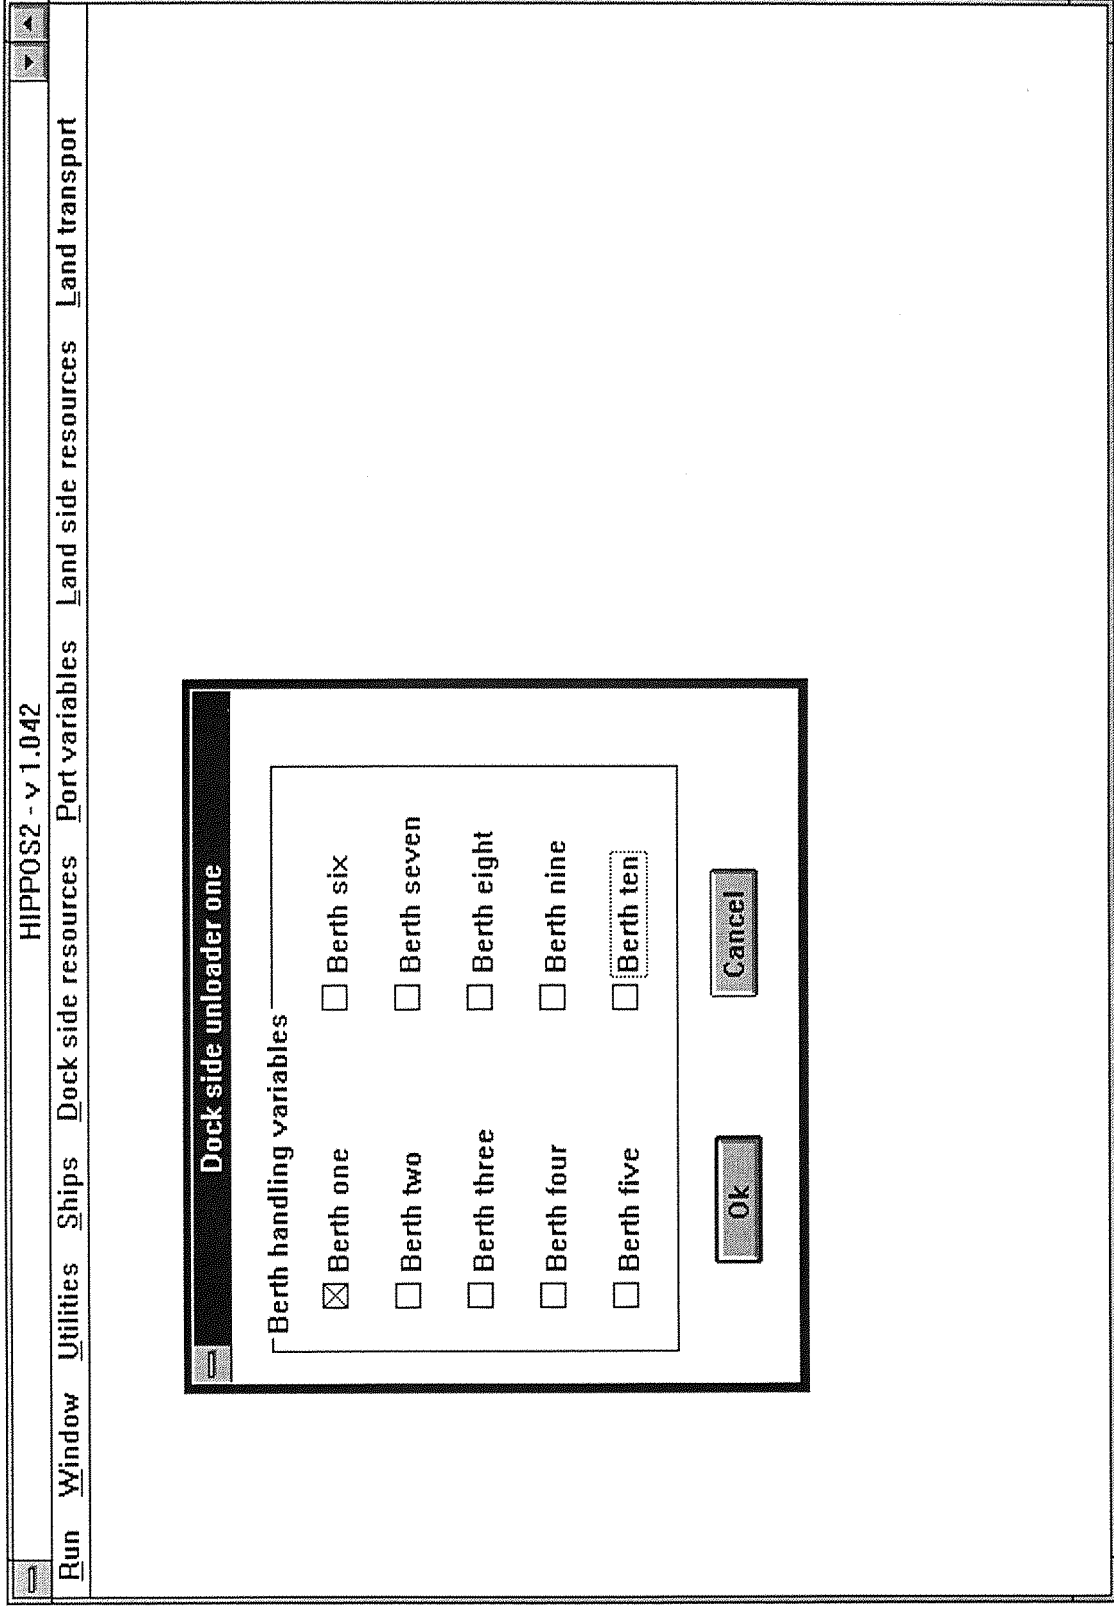 HIPPOS2 - v 1.042
Run Window Utilities Ships Dock side resources Port variables Land side resources Land transport
Dock side unloader one
Berth handling variables
Berth one Berth six
Berth two Berth seven
Berth three Berth eight
Berth four Berth nine
Berth five Berth ten
Ok Cancel